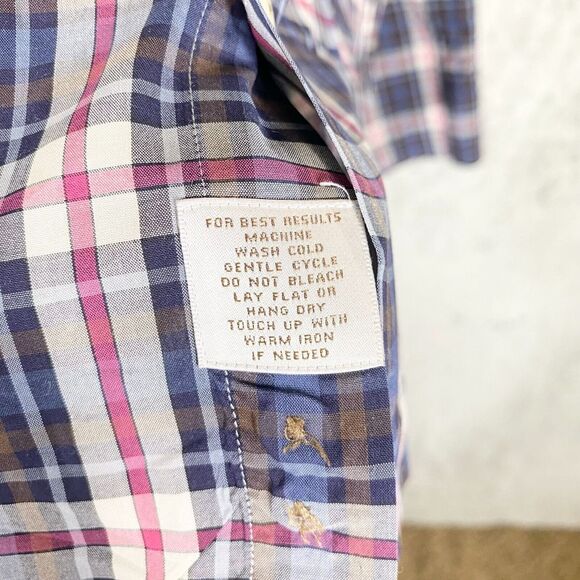 FOR BEST RESULTS
MACHINE
WASH COLD
GENTLE CYCLE
DO NOT BLEACH
LAY FLAT OR
HANG DRY
TOUCH UP WITH
WARM IRON
IF NEEDED